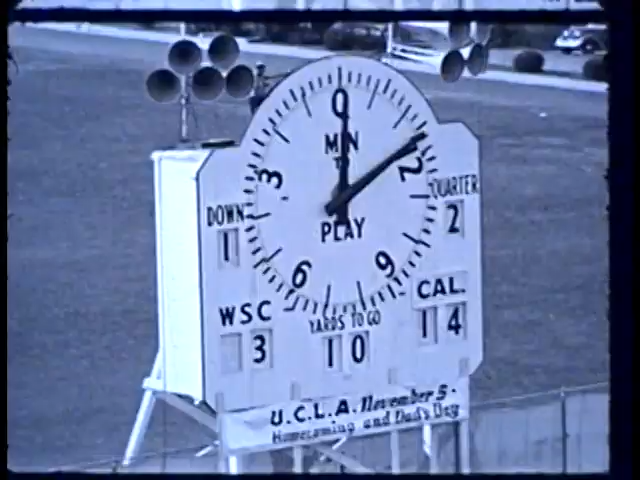 0
MIN
TO
PLAY
12
3
6
9
DOWN
1
QUARTER
2
WSC
3
YARDS TO GO
10
CAL.
14
U.C.L.A. November 5.
Homecoming and Dad's Day